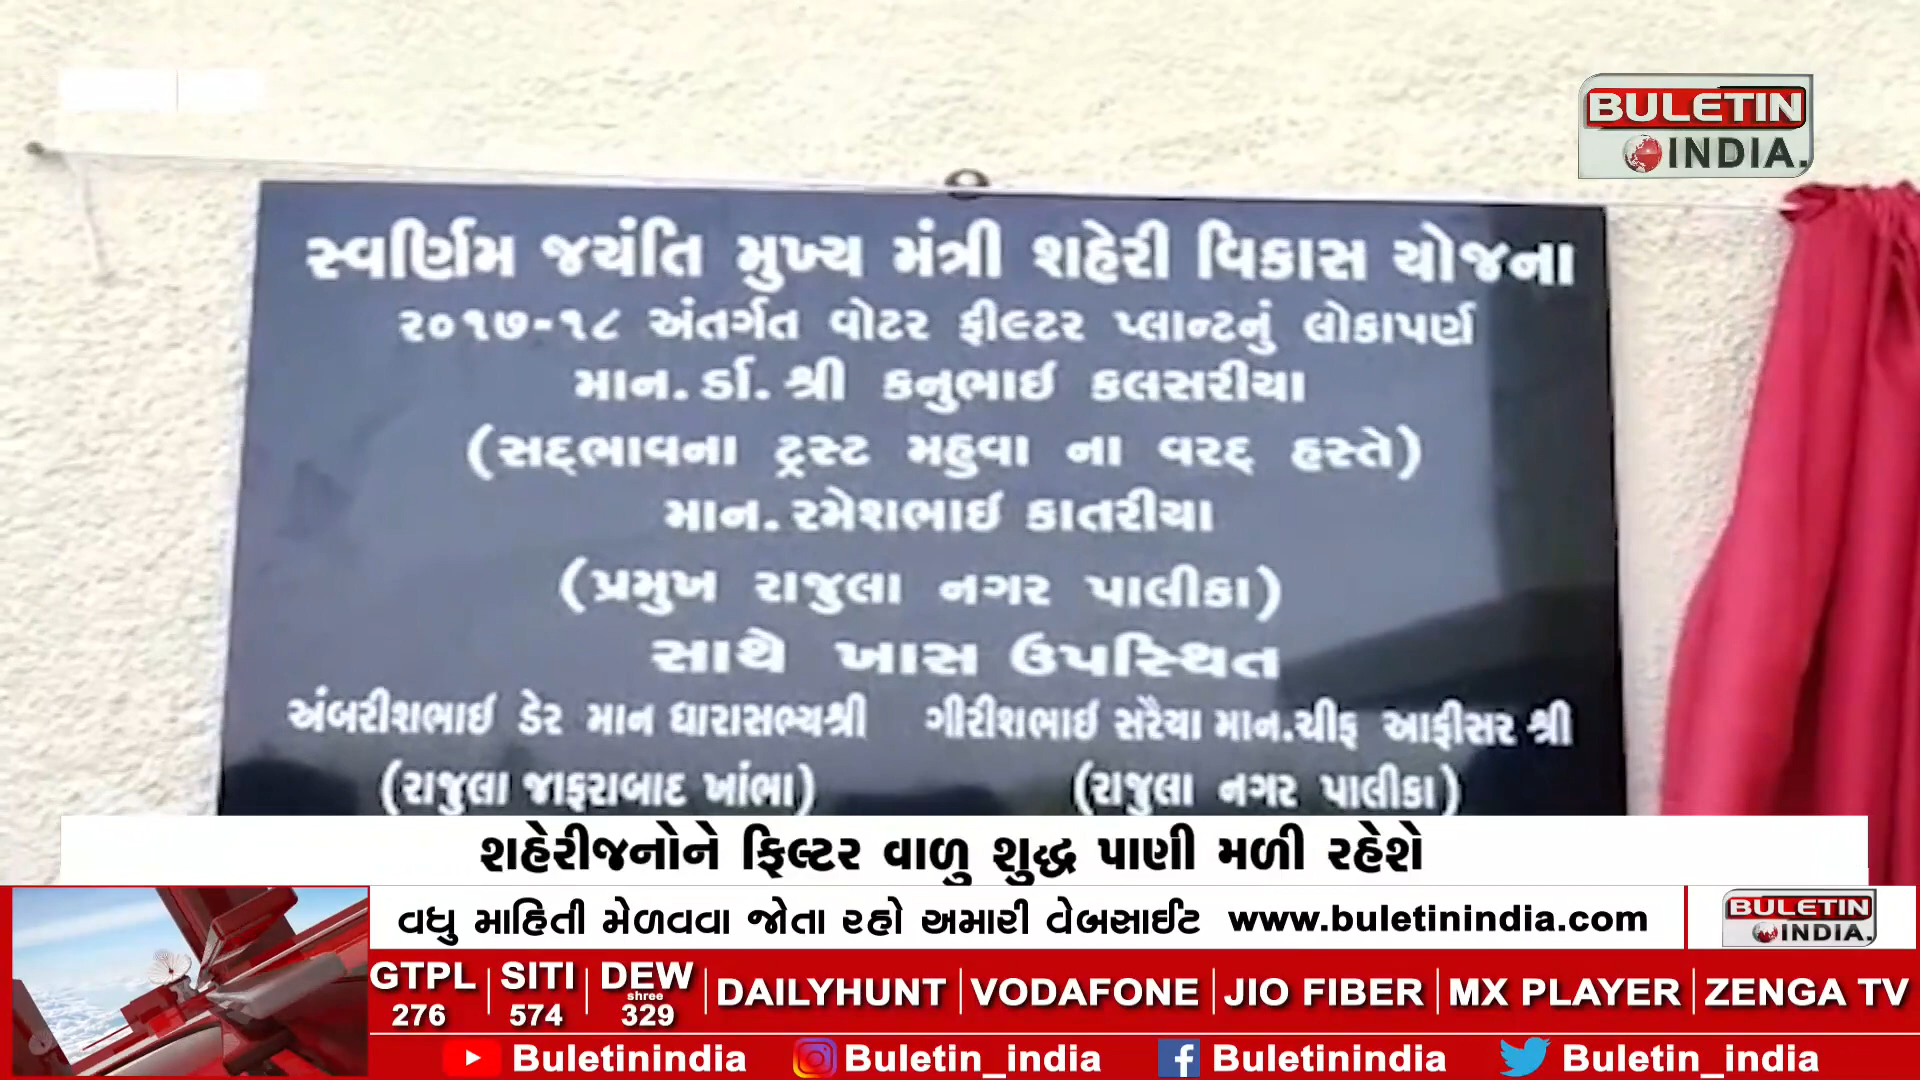 BULETIN
INDIA.
સ્વર્ણિમ જયંતિ મુખ્ય મંત્રી શહેરી વિકાસ યોજના
૨૦૧૭-૧૮ અંતર્ગત વોટર ફીલ્ટર પ્લાન્ટનું લોકાપર્ણ
માન.ર્ડા.શ્રી કનુભાઈ કલસરીયા
(સદ્દભાવના ટ્રસ્ટ મહુવા ના વરદ્દ હસ્તે)
માન.રમેશભાઈ કાતરીયા
(પ્રમુખ રાજુલા નગર પાલીકા)
સાથે ખાસ ઉપસ્થિત
અંબરીશભાઈ ડેર માન ધારાસભ્યશ્રી ગીરીશભાઈ સરૈયા માન.ચીફ આફીસર શ્રી
(રાજુલા જાફરાબાદ ખાંભા) (રાજુલા નગર પાલીકા)
શહેરીજનોને ફિલ્ટર વાળુ શુદ્ધ પાણી મળી રહેશે
વધુ માહિતી મેળવવા જોતા રહો અમારી વેબસાઈટ www.buletinindia.com
BULETIN
INDIA.
GTPL 276 | SITI 574 | DEW shree 329 | DAILYHUNT | VODAFONE | JIO FIBER | MX PLAYER | ZENGA TV
Buletinindia Buletin_india Buletinindia Buletin_india